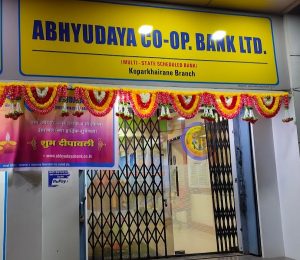 ABHYUDAYA CO-OP. BANK LTD.
(MULTI-STATE SCHEDULED BANK)
Koparkhairane Branch
शुभ दीपावली
www.abhyudayabank.co.in